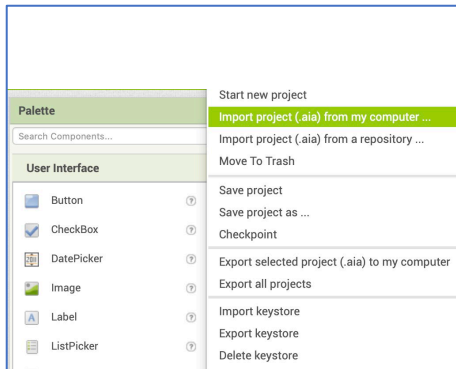 Palette
Search Components...
User Interface
Button
CheckBox
DatePicker
Image
Label
ListPicker
Start new project
Import project (.aia) from my computer ...
Import project (.aia) from a repository ...
Move To Trash
Save project
Save project as ...
Checkpoint
Export selected project (.aia) to my computer
Export all projects
Import keystore
Export keystore
Delete keystore